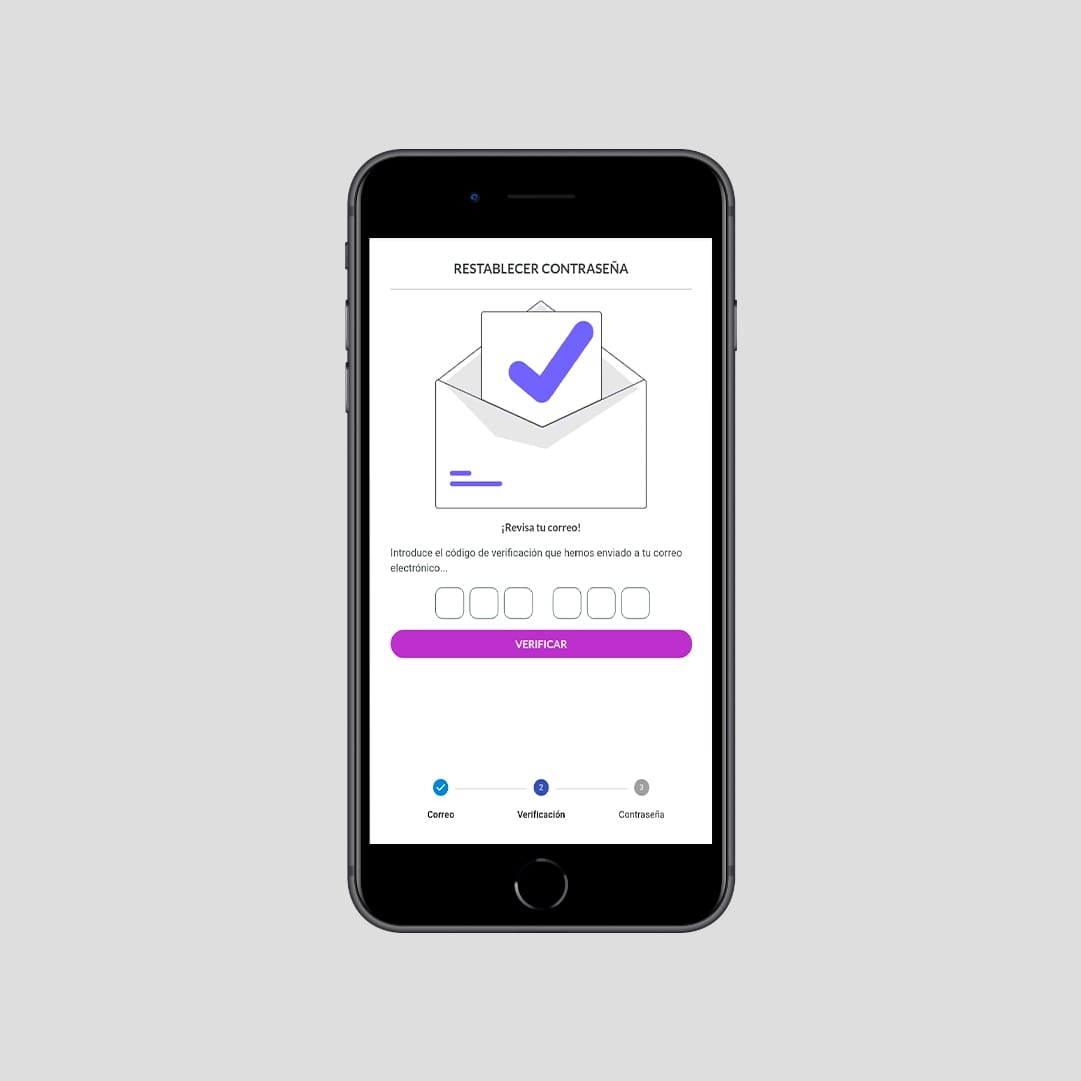 RESTABLECER CONTRASEÑA
¡Revisa tu correo!
Introduce el código de verificación que hemos enviado a tu correo
electrónico...
VERIFICAR
2
3
Correo
Verificación
Contraseña